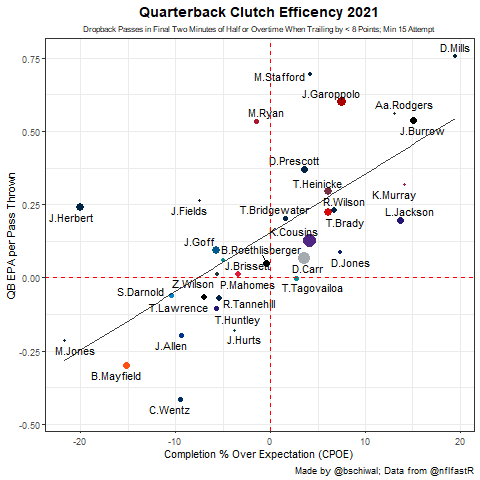 Quarterback Clutch Efficency 2021
Dropback Passes in Final Two Minutes of Half or Overtime When Trailing by < 8 Points; Min 15 Attempt
D.Mills
M.Stafford
J.Garoppolo
Aa.Rodgers
M.Ryan
J.Burrow
D.Prescott
T.Heinicke
K.Murray
R.Wilson
J.Herbert
J.Fields
T.Bridgewater
L.Jackson
T.Brady
K.Cousins
J.Goff
B.Roethlisberger
D.Jones
J.Brissett
D.Carr
Z.Wilson
P.Mahomes
T.Tagovailoa
S.Darnold
T.Lawrence
R.Tannehill
T.Huntley
J.Hurts
J.Allen
M.Jones
B.Mayfield
C.Wentz
QB EPA per Pass Thrown
0.75
0.50
0.25
0.00
-0.25
-0.50
-20
-10
0
10
20
Completion % Over Expectation (CPOE)
Made by @bschiwal; Data from @nflfastR